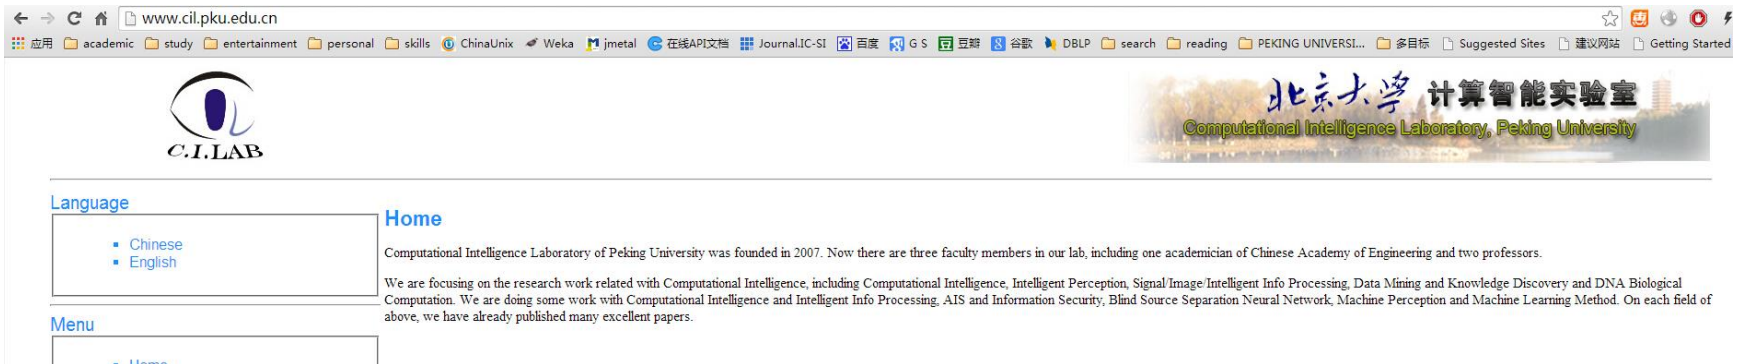 www.cil.pku.edu.cn
应用 academic study entertainment personal skills ChinaUnix Weka jmetal 在线API文档 Journal.IC-SI 百度 G S 豆瓣 谷歌 DBLP search reading PEKING UNIVERSI... 多目标 Suggested Sites 建议网站 Getting Started
C.I.LAB
北京大学 计算智能实验室
Computational Intelligence Laboratory, Peking University
Language
Chinese
English
Menu
Home
Home
Computational Intelligence Laboratory of Peking University was founded in 2007. Now there are three faculty members in our lab, including one academician of Chinese Academy of Engineering and two professors.
We are focusing on the research work related with Computational Intelligence, including Computational Intelligence, Intelligent Perception, Signal/Image/Intelligent Info Processing, Data Mining and Knowledge Discovery and DNA Biological
Computation. We are doing some work with Computational Intelligence and Intelligent Info Processing, AIS and Information Security, Blind Source Separation Neural Network, Machine Perception and Machine Learning Method. On each field of
above, we have already published many excellent papers.